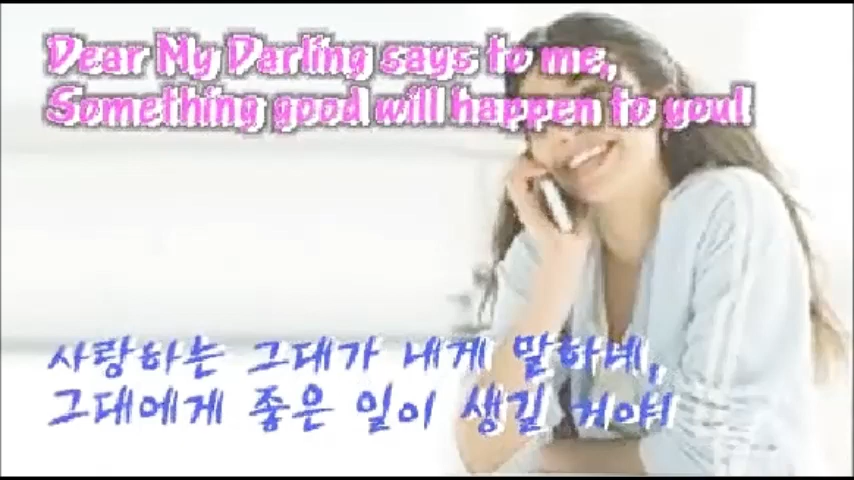 Dear My Darling says to me,,
Something good will happen to you!
사랑하는 그대가 내게 말하네,
그대에게 좋은 일이 생길 거야!